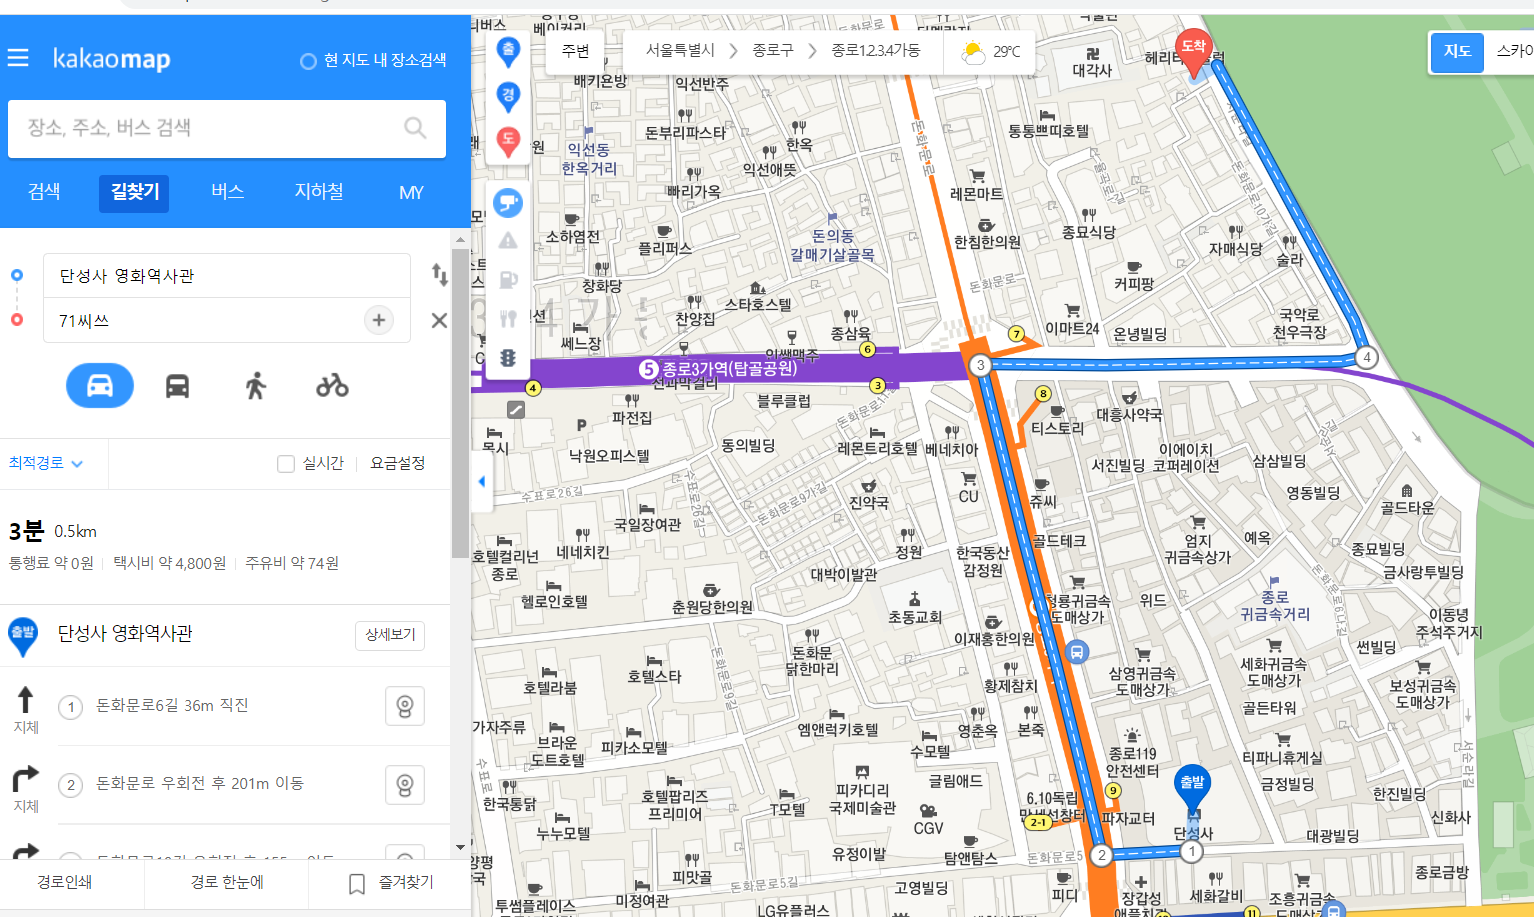 kakaomap
현 지도 내 장소검색
장소, 주소, 버스 검색
검색
길찾기
버스
지하철
MY
단성사 영화역사관
71씨쓰
최적경로
실시간
요금설정
3분 0.5km
통행료 약 0원
택시비 약 4,800원
주유비 약 74원
출발
단성사 영화역사관
상세보기
지체
1
돈화문로6길 36m 직진
지체
2
돈화문로 우회전 후 201m 이동
경로인쇄
경로 한눈에
즐겨찾기
출
경
도
주변
서울특별시
종로구
종로1.2.3.4가동
29℃
지도
도착
대각사
배키욘방
익선반주
돈부리파스타
한옥
통통쁘띠호텔
익선동
한옥거리
익선애뜻
빠리가옥
레몬마트
소하염전
플리퍼스
돈의동
갈매기살골목
한침한의원
종묘식당
자매식당
술라
창화당
커피팡
스타호스텔
찬양집
종삼육
이마트24
온녕빌딩
국악로
천우극장
쎄느장
인쌩맥주
5 종로3가역(탑골공원)
전과막걸리
블루클럽
3
4
6
7
8
파전집
티스토리
대흥사약국
낙원오피스텔
동의빌딩
레몬트리호텔
베네치아
서진빌딩
이에이치
코퍼레이션
삼삼빌딩
수표로26길
CU
쥬씨
영동빌딩
골드타운
진약국
국일장여관
네네치킨
정원
한국동산
감정원
골드테크
엄지
귀금속상가
예옥
종묘빌딩
금사랑투빌딩
호텔컬리넌
종로
대박이발관
헬로인호텔
춘원당한의원
초동교회
청룡귀금속
도매상가
위드
종로
귀금속거리
이동녕
주석주거지
이재홍한의원
돈화문
닭한마리
썬빌딩
호텔라붐
호텔스타
황제참치
삼영귀금속
도매상가
세화귀금속
도매상가
보성귀금속
도매상가
골든타워
가자주류
브라운
도트호텔
피카소모텔
엠앤럭키호텔
영춘옥
본죽
수모텔
종로119
안전센터
티파니휴게실
글림애드
금정빌딩
한국통닭
호텔팝리즈
프리미어
T모텔
피카디리
국제미술관
6.10독립
만세선창터
9
2-1
파자교터
출발
단성사
한진빌딩
신화사
누누모텔
CGV
대광빌딩
유정이발
탐앤탐스
돈화문로5
2
1
종로금방
피맛골
돈화문로5길
고영빌딩
피디
장갑성
세화갈비
조흥귀금속
투썸플레이스
미정여관
LG유플러스
11